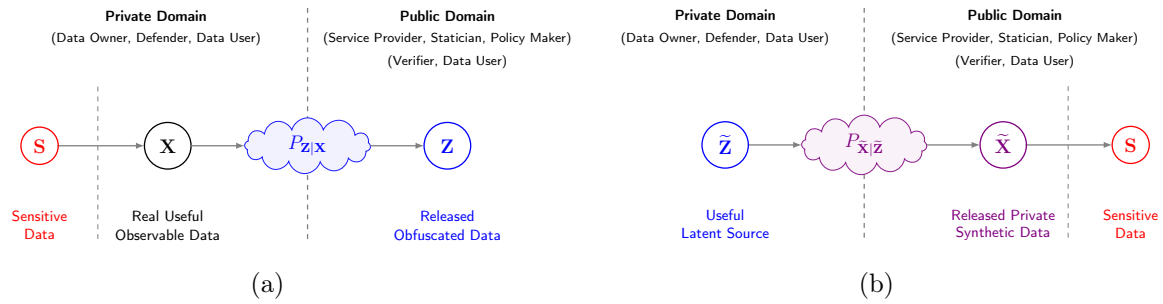 Private Domain
(Data Owner, Defender, Data User)
Public Domain
(Service Provider, Statician, Policy Maker)
(Verifier, Data User)
S
X
P_{Z|X}
Z
Sensitive
Data
Real Useful
Observable Data
Released
Obfuscated Data
(a)
Private Domain
(Data Owner, Defender, Data User)
Public Domain
(Service Provider, Statician, Policy Maker)
(Verifier, Data User)
Z̃
P_{X̃|Z̃}
X̃
S
Useful
Latent Source
Released Private
Synthetic Data
Sensitive
Data
(b)